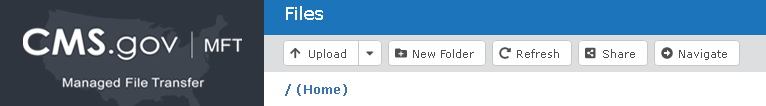 Files
CMS.gov | MFT
Managed File Transfer
Upload New Folder Refresh Share Navigate
/ (Home)